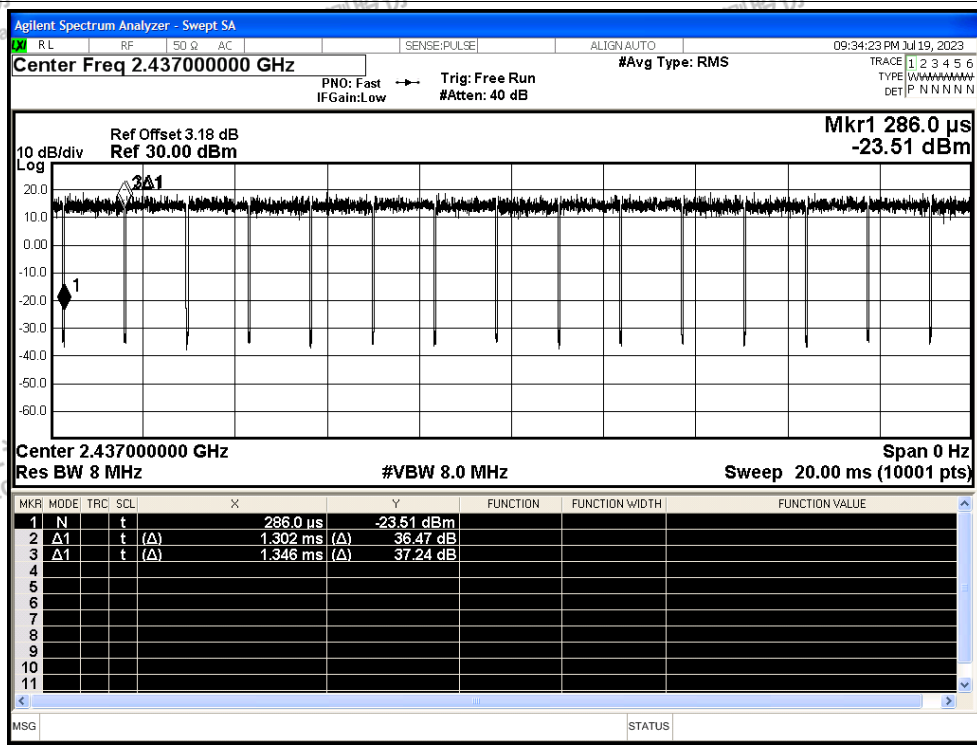 Agilent Spectrum Analyzer - Swept SA
LXI RL RF 50 Ω AC SENSE:PULSE ALIGN AUTO 09:34:23 PM Jul 19, 2023
Center Freq 2.437000000 GHz #Avg Type: RMS TRACE 1 2 3 4 5 6
PNO: Fast Trig: Free Run TYPE WWWWWW
IFGain:Low #Atten: 40 dB DET P N N N N N
Mkr1 286.0 µs
Ref Offset 3.18 dB
10 dB/div Ref 30.00 dBm -23.51 dBm
Log
20.0
3Δ1
10.0
0.00
-10.0
1
-20.0
-30.0
-40.0
-50.0
-60.0
Center 2.437000000 GHz Span 0 Hz
Res BW 8 MHz #VBW 8.0 MHz Sweep 20.00 ms (10001 pts)
MKR MODE TRC SCL X Y FUNCTION FUNCTION WIDTH FUNCTION VALUE
1 N t 286.0 µs -23.51 dBm
2 Δ1 t (Δ) 1.302 ms (Δ) 36.47 dB
3 Δ1 t (Δ) 1.346 ms (Δ) 37.24 dB
4
5
6
7
8
9
10
11
MSG STATUS